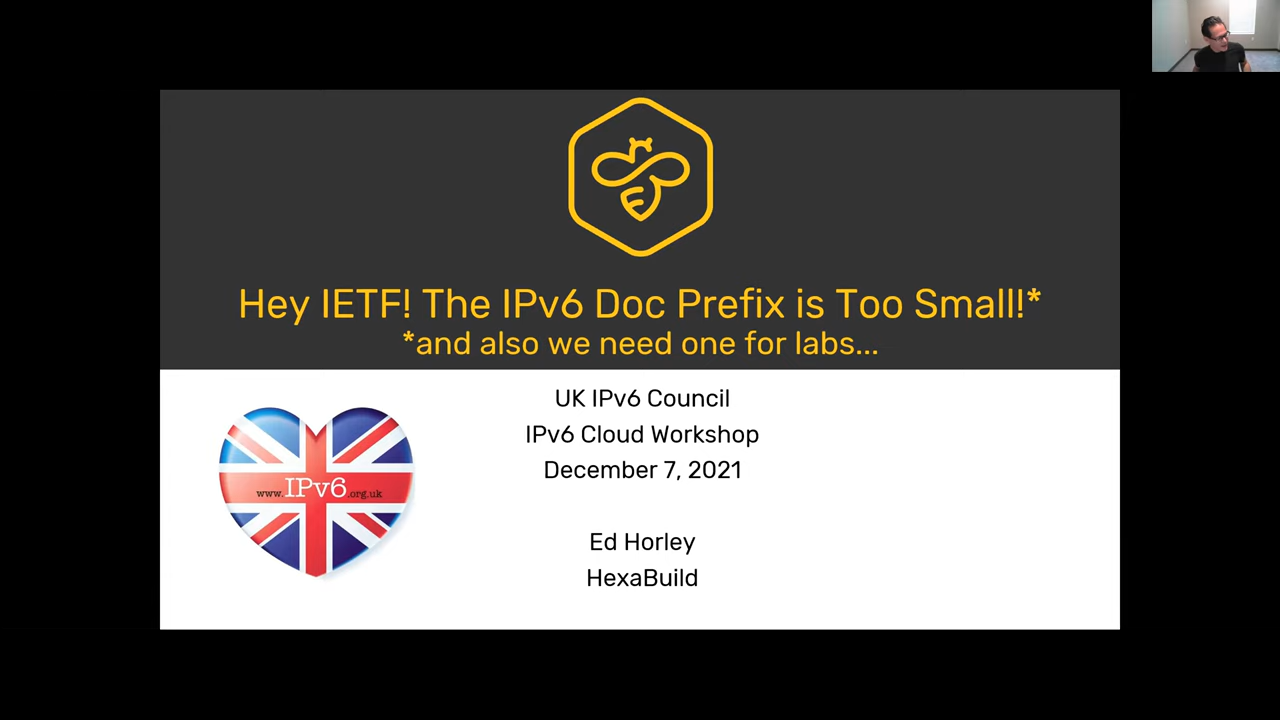 Hey IETF! The IPv6 Doc Prefix is Too Small!*
*and also we need one for labs...
UK IPv6 Council
IPv6 Cloud Workshop
December 7, 2021
www.IPv6.org.uk
Ed Horley
HexaBuild